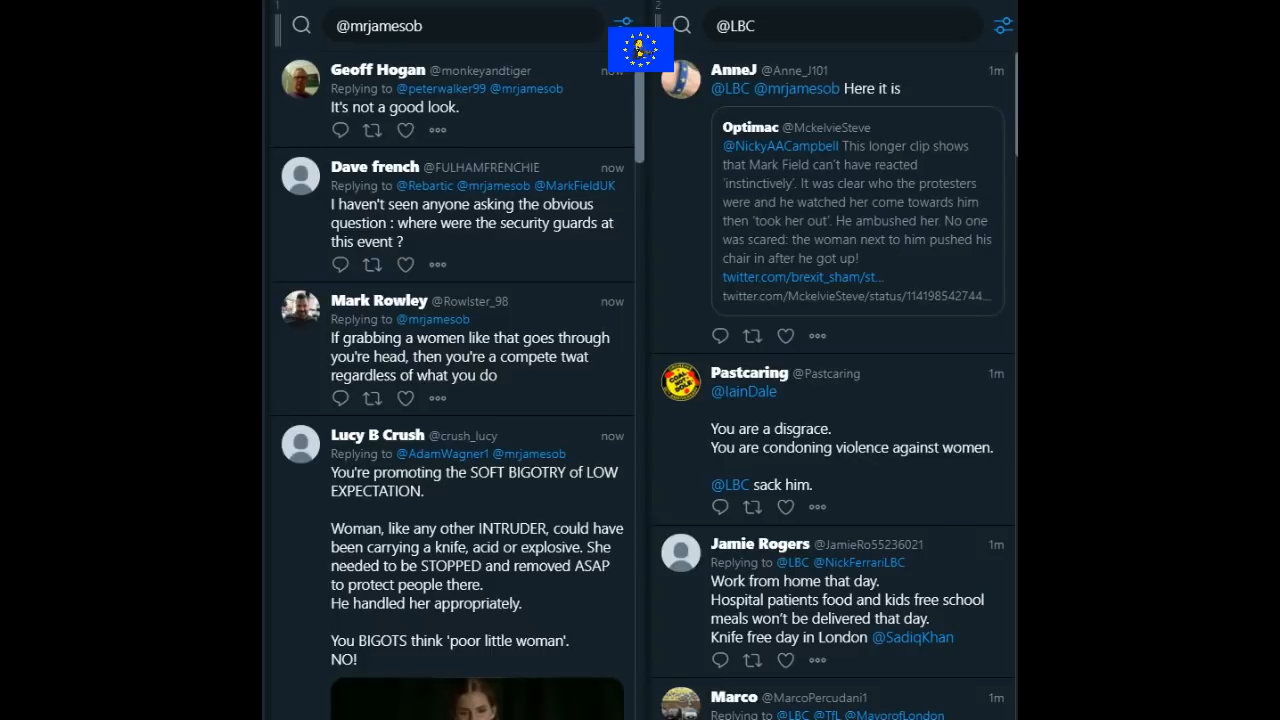 1
@mrjamesob
Geoff Hogan @monkeyandtiger now
Replying to @peterwalker99 @mrjamesob
It's not a good look.
Dave french @FULHAMFRENCHIE now
Replying to @Rebartic @mrjamesob @MarkFieldUK
I haven't seen anyone asking the obvious
question : where were the security guards at
this event ?
Mark Rowley @Rowlster_98 now
Replying to @mrjamesob
If grabbing a women like that goes through
you're head, then you're a compete twat
regardless of what you do
Lucy B Crush @crush_lucy now
Replying to @AdamWagner1 @mrjamesob
You're promoting the SOFT BIGOTRY of LOW
EXPECTATION.
Woman, like any other INTRUDER, could have
been carrying a knife, acid or explosive. She
needed to be STOPPED and removed ASAP
to protect people there.
He handled her appropriately.
You BIGOTS think 'poor little woman'.
NO!
2
@LBC
AnneJ @Anne_J101 1m
@LBC @mrjamesob Here it is
Optimac @MckelvieSteve
@NickyAACampbell This longer clip shows
that Mark Field can't have reacted
'instinctively'. It was clear who the protesters
were and he watched her come towards him
then 'took her out'. He ambushed her. No one
was scared: the woman next to him pushed his
chair in after he got up!
twitter.com/brexit_sham/st...
twitter.com/MckelvieSteve/status/114198542744...
Pastcaring @Pastcaring 1m
@IainDale
You are a disgrace.
You are condoning violence against women.
@LBC sack him.
COAL NOT DOLE
Jamie Rogers @JamieRo55236021 1m
Replying to @LBC @NickFerrariLBC
Work from home that day.
Hospital patients food and kids free school
meals won't be delivered that day.
Knife free day in London @SadiqKhan
Marco @MarcoPercudani1 1m
Replying to @LBC @TfL @MayorofLondon